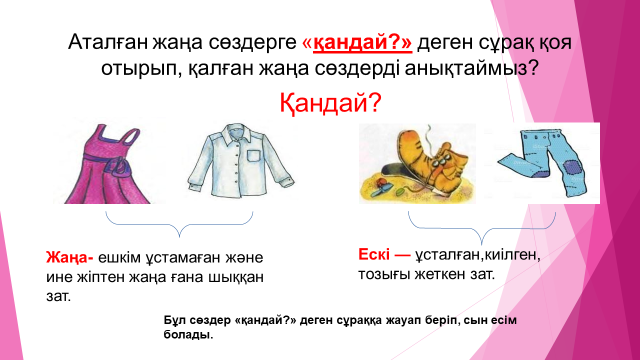 Аталған жаңа сөздерге «қандай?» деген сұрақ қоя
отырып, қалған жаңа сөздерді анықтаймыз?
Қандай?
Жаңа- ешкім ұстамаған және
ине жіптен жаңа ғана шыққан
зат.
Ескі — ұсталған,киілген,
тозығы жеткен зат.
Бұл сөздер «қандай?» деген сұраққа жауап беріп, сын есім
болады.